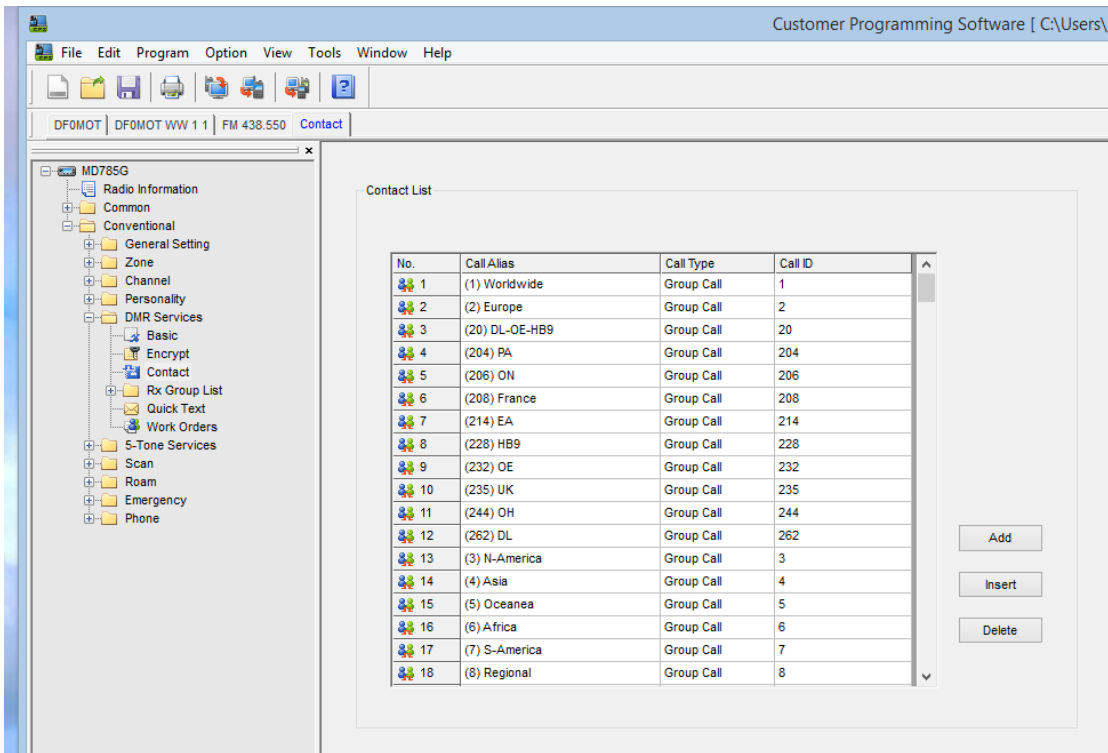 Customer Programming Software [ C:\Users\
File Edit Program Option View Tools Window Help
DF0MOT DF0MOT WW 1 1 FM 438.550 Contact
MD785G
Radio Information
Common
Conventional
General Setting
Zone
Channel
Personality
DMR Services
Basic
Encrypt
Contact
Rx Group List
Quick Text
Work Orders
5-Tone Services
Scan
Roam
Emergency
Phone
Contact List
No. Call Alias Call Type Call ID
1 (1) Worldwide Group Call 1
2 (2) Europe Group Call 2
3 (20) DL-OE-HB9 Group Call 20
4 (204) PA Group Call 204
5 (206) ON Group Call 206
6 (208) France Group Call 208
7 (214) EA Group Call 214
8 (228) HB9 Group Call 228
9 (232) OE Group Call 232
10 (235) UK Group Call 235
11 (244) OH Group Call 244
12 (262) DL Group Call 262
13 (3) N-America Group Call 3
14 (4) Asia Group Call 4
15 (5) Oceanea Group Call 5
16 (6) Africa Group Call 6
17 (7) S-America Group Call 7
18 (8) Regional Group Call 8
Add
Insert
Delete